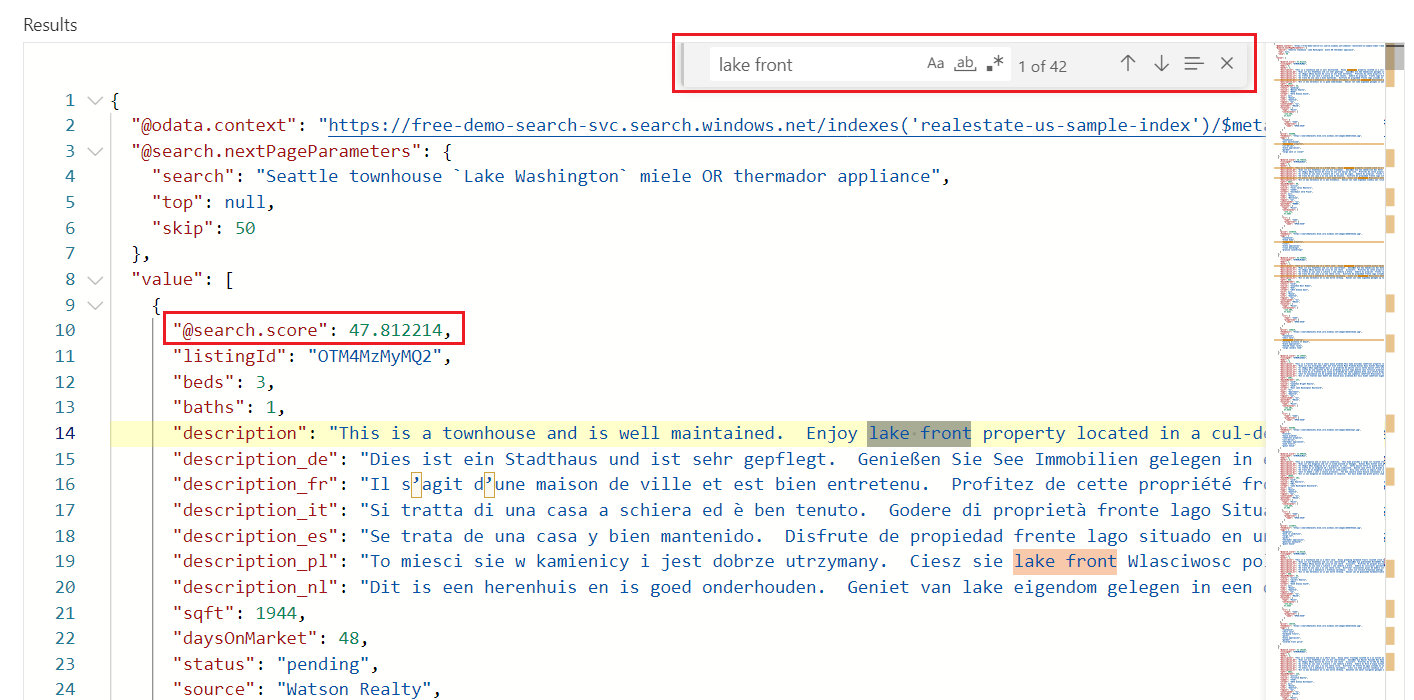 Results
lake front Aa ab, .* 1 of 42
1 {
2 "@odata.context": "https://free-demo-search-svc.search.windows.net/indexes('realestate-us-sample-index')/$meta
3 "@search.nextPageParameters": {
4 "search": "Seattle townhouse `Lake Washington` miele OR thermador appliance",
5 "top": null,
6 "skip": 50
7 },
8 "value": [
9 {
10 "@search.score": 47.812214,
11 "listingId": "OTM4MzMyMQ2",
12 "beds": 3,
13 "baths": 1,
14 "description": "This is a townhouse and is well maintained.  Enjoy lake·front property located in a cul-de
15 "description_de": "Dies ist ein Stadthaus und ist sehr gepflegt.  Genießen Sie See Immobilien gelegen in e
16 "description_fr": "Il s’agit d’une maison de ville et est bien entretenu.  Profitez de cette propriété fro
17 "description_it": "Si tratta di una casa a schiera ed è ben tenuto.  Godere di proprietà fronte lago Situa
18 "description_es": "Se trata de una casa y bien mantenido.  Disfrute de propiedad frente lago situado en un
19 "description_pl": "To miesci sie w kamienicy i jest dobrze utrzymany.  Ciesz sie lake front Wlasciwosc pol
20 "description_nl": "Dit is een herenhuis en is goed onderhouden.  Geniet van lake eigendom gelegen in een
21 "sqft": 1944,
22 "daysOnMarket": 48,
23 "status": "pending",
24 "source": "Watson Realty",